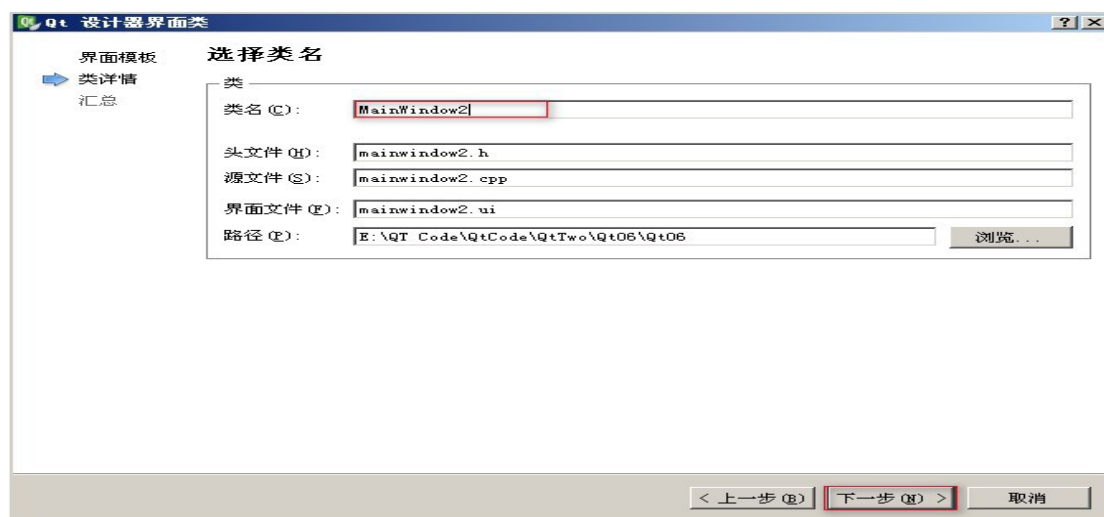 Qt 设计器界面类
界面模板
类详情
汇总
选择类名
类
类名(C): MainWindow2
头文件(H): mainwindow2.h
源文件(S): mainwindow2.cpp
界面文件(F): mainwindow2.ui
路径(P): E:\QT Code\QtCode\QtTwo\Qt06\Qt06 浏览...
< 上一步(B) 下一步(N) > 取消